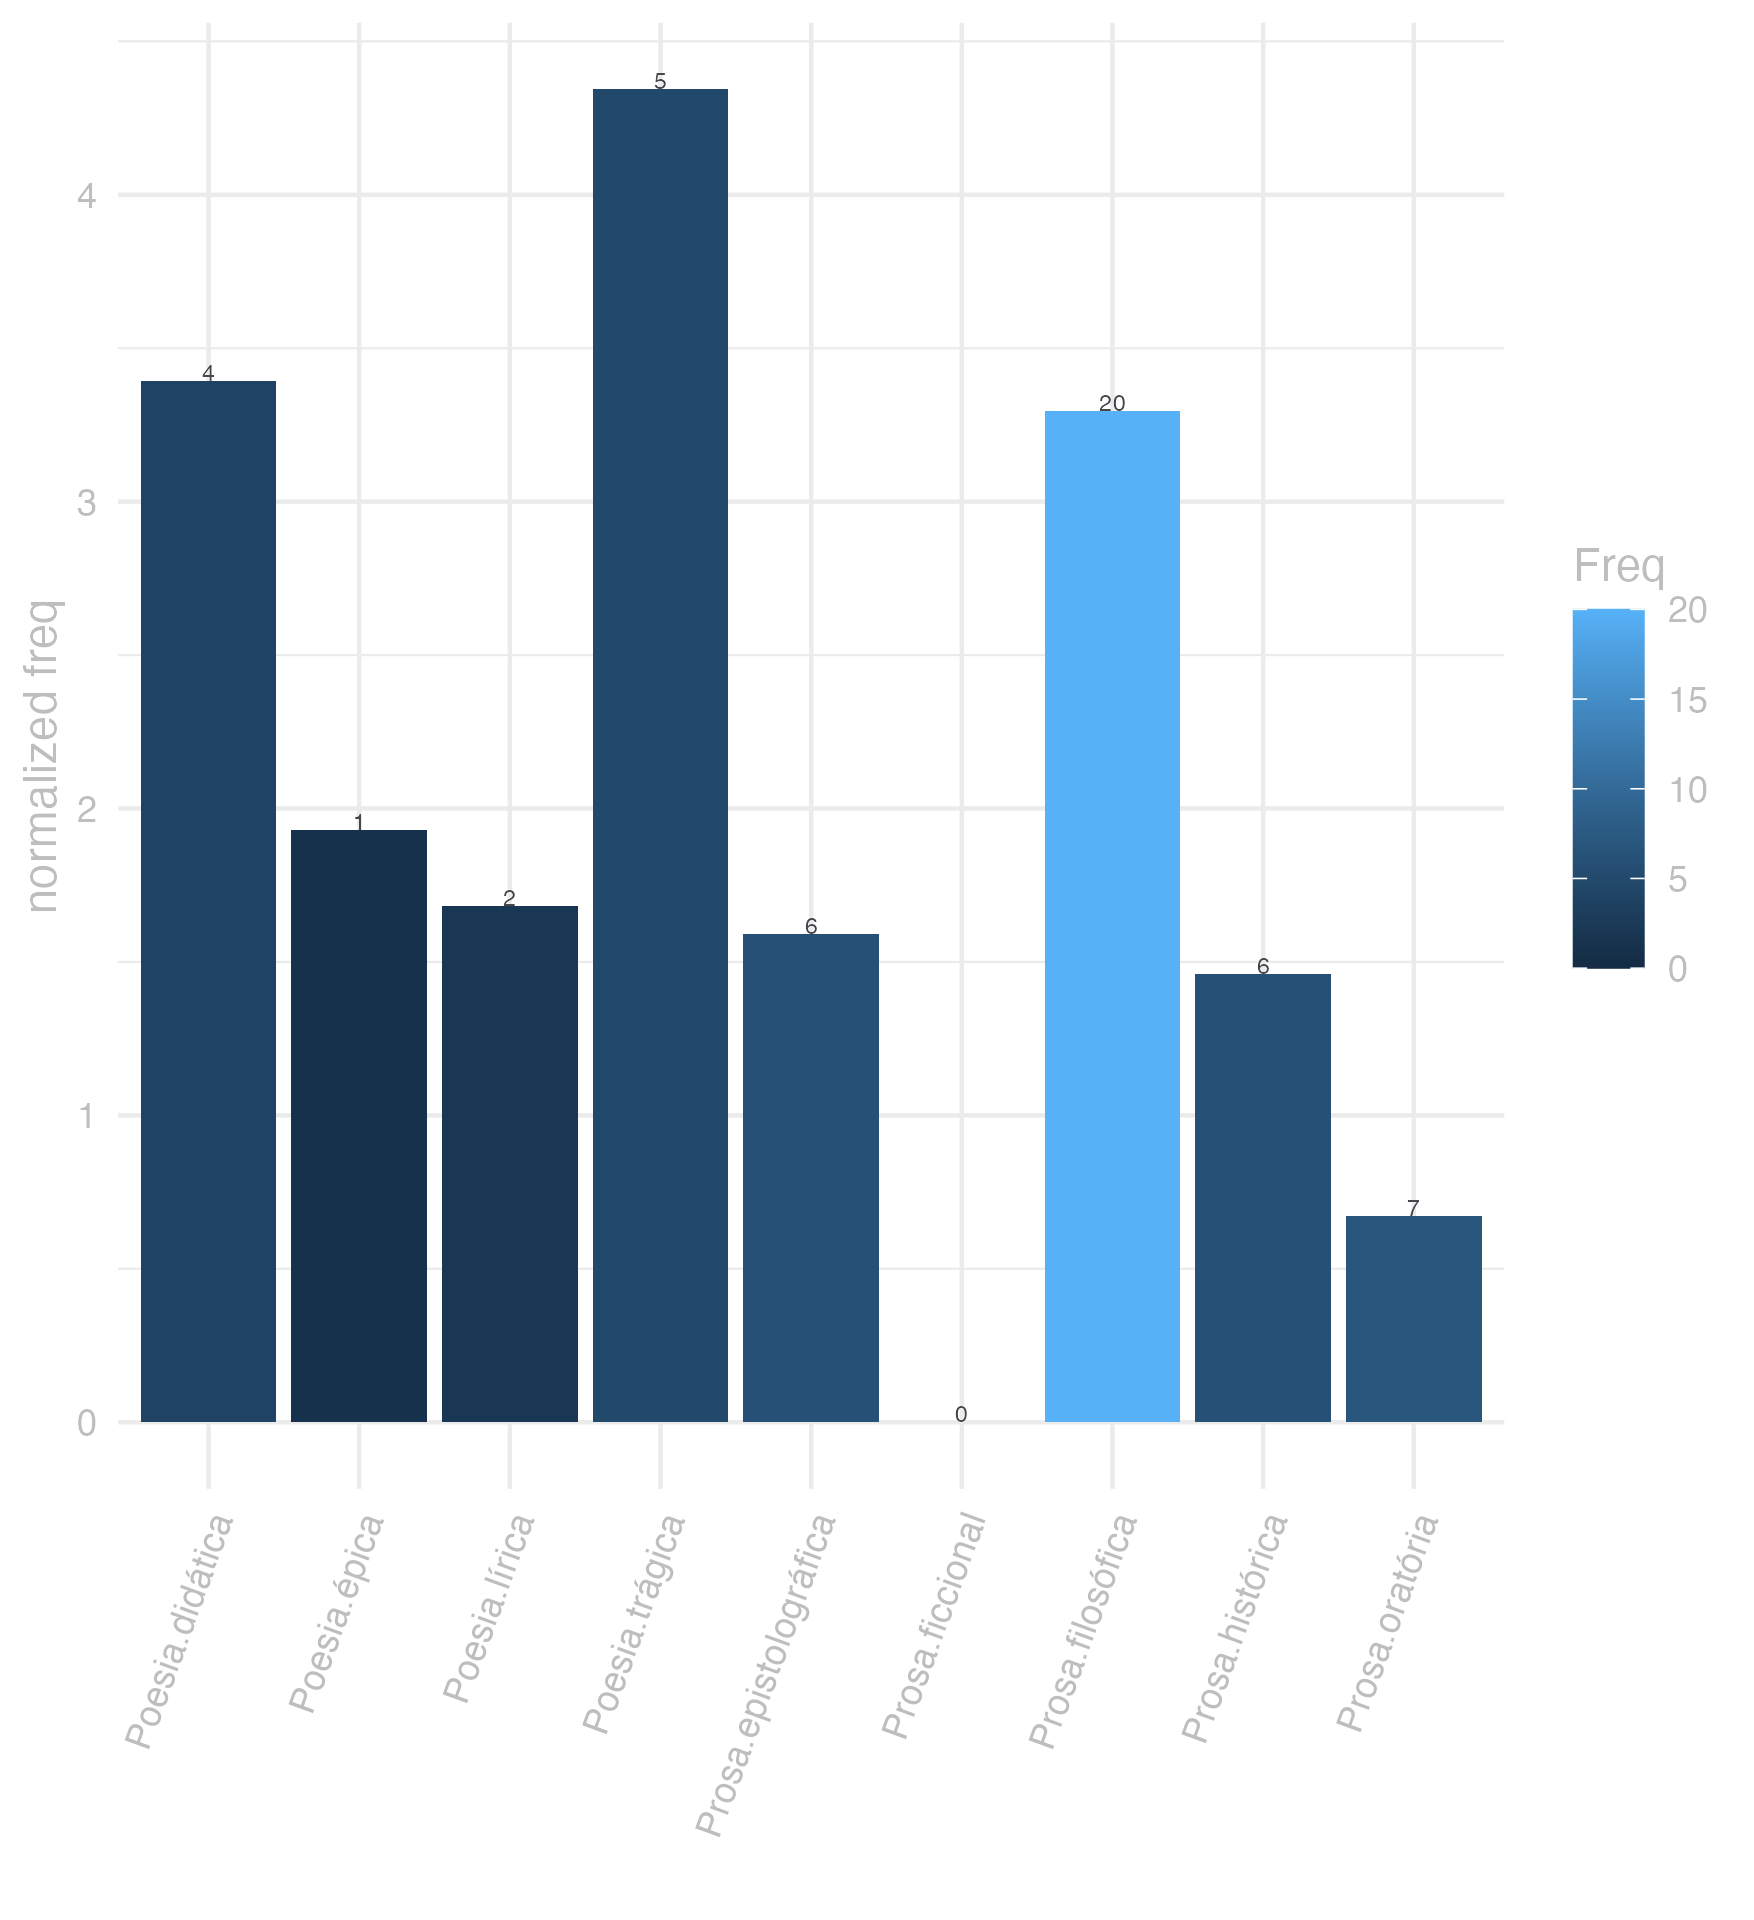 normalized freq
4
3
2
1
0
4
1
2
5
6
0
20
6
7
Poesia.didática
Poesia.épica
Poesia.lírica
Poesia.trágica
Prosa.epistolográfica
Prosa.ficcional
Prosa.filosófica
Prosa.histórica
Prosa.oratória
Freq
20
15
10
5
0